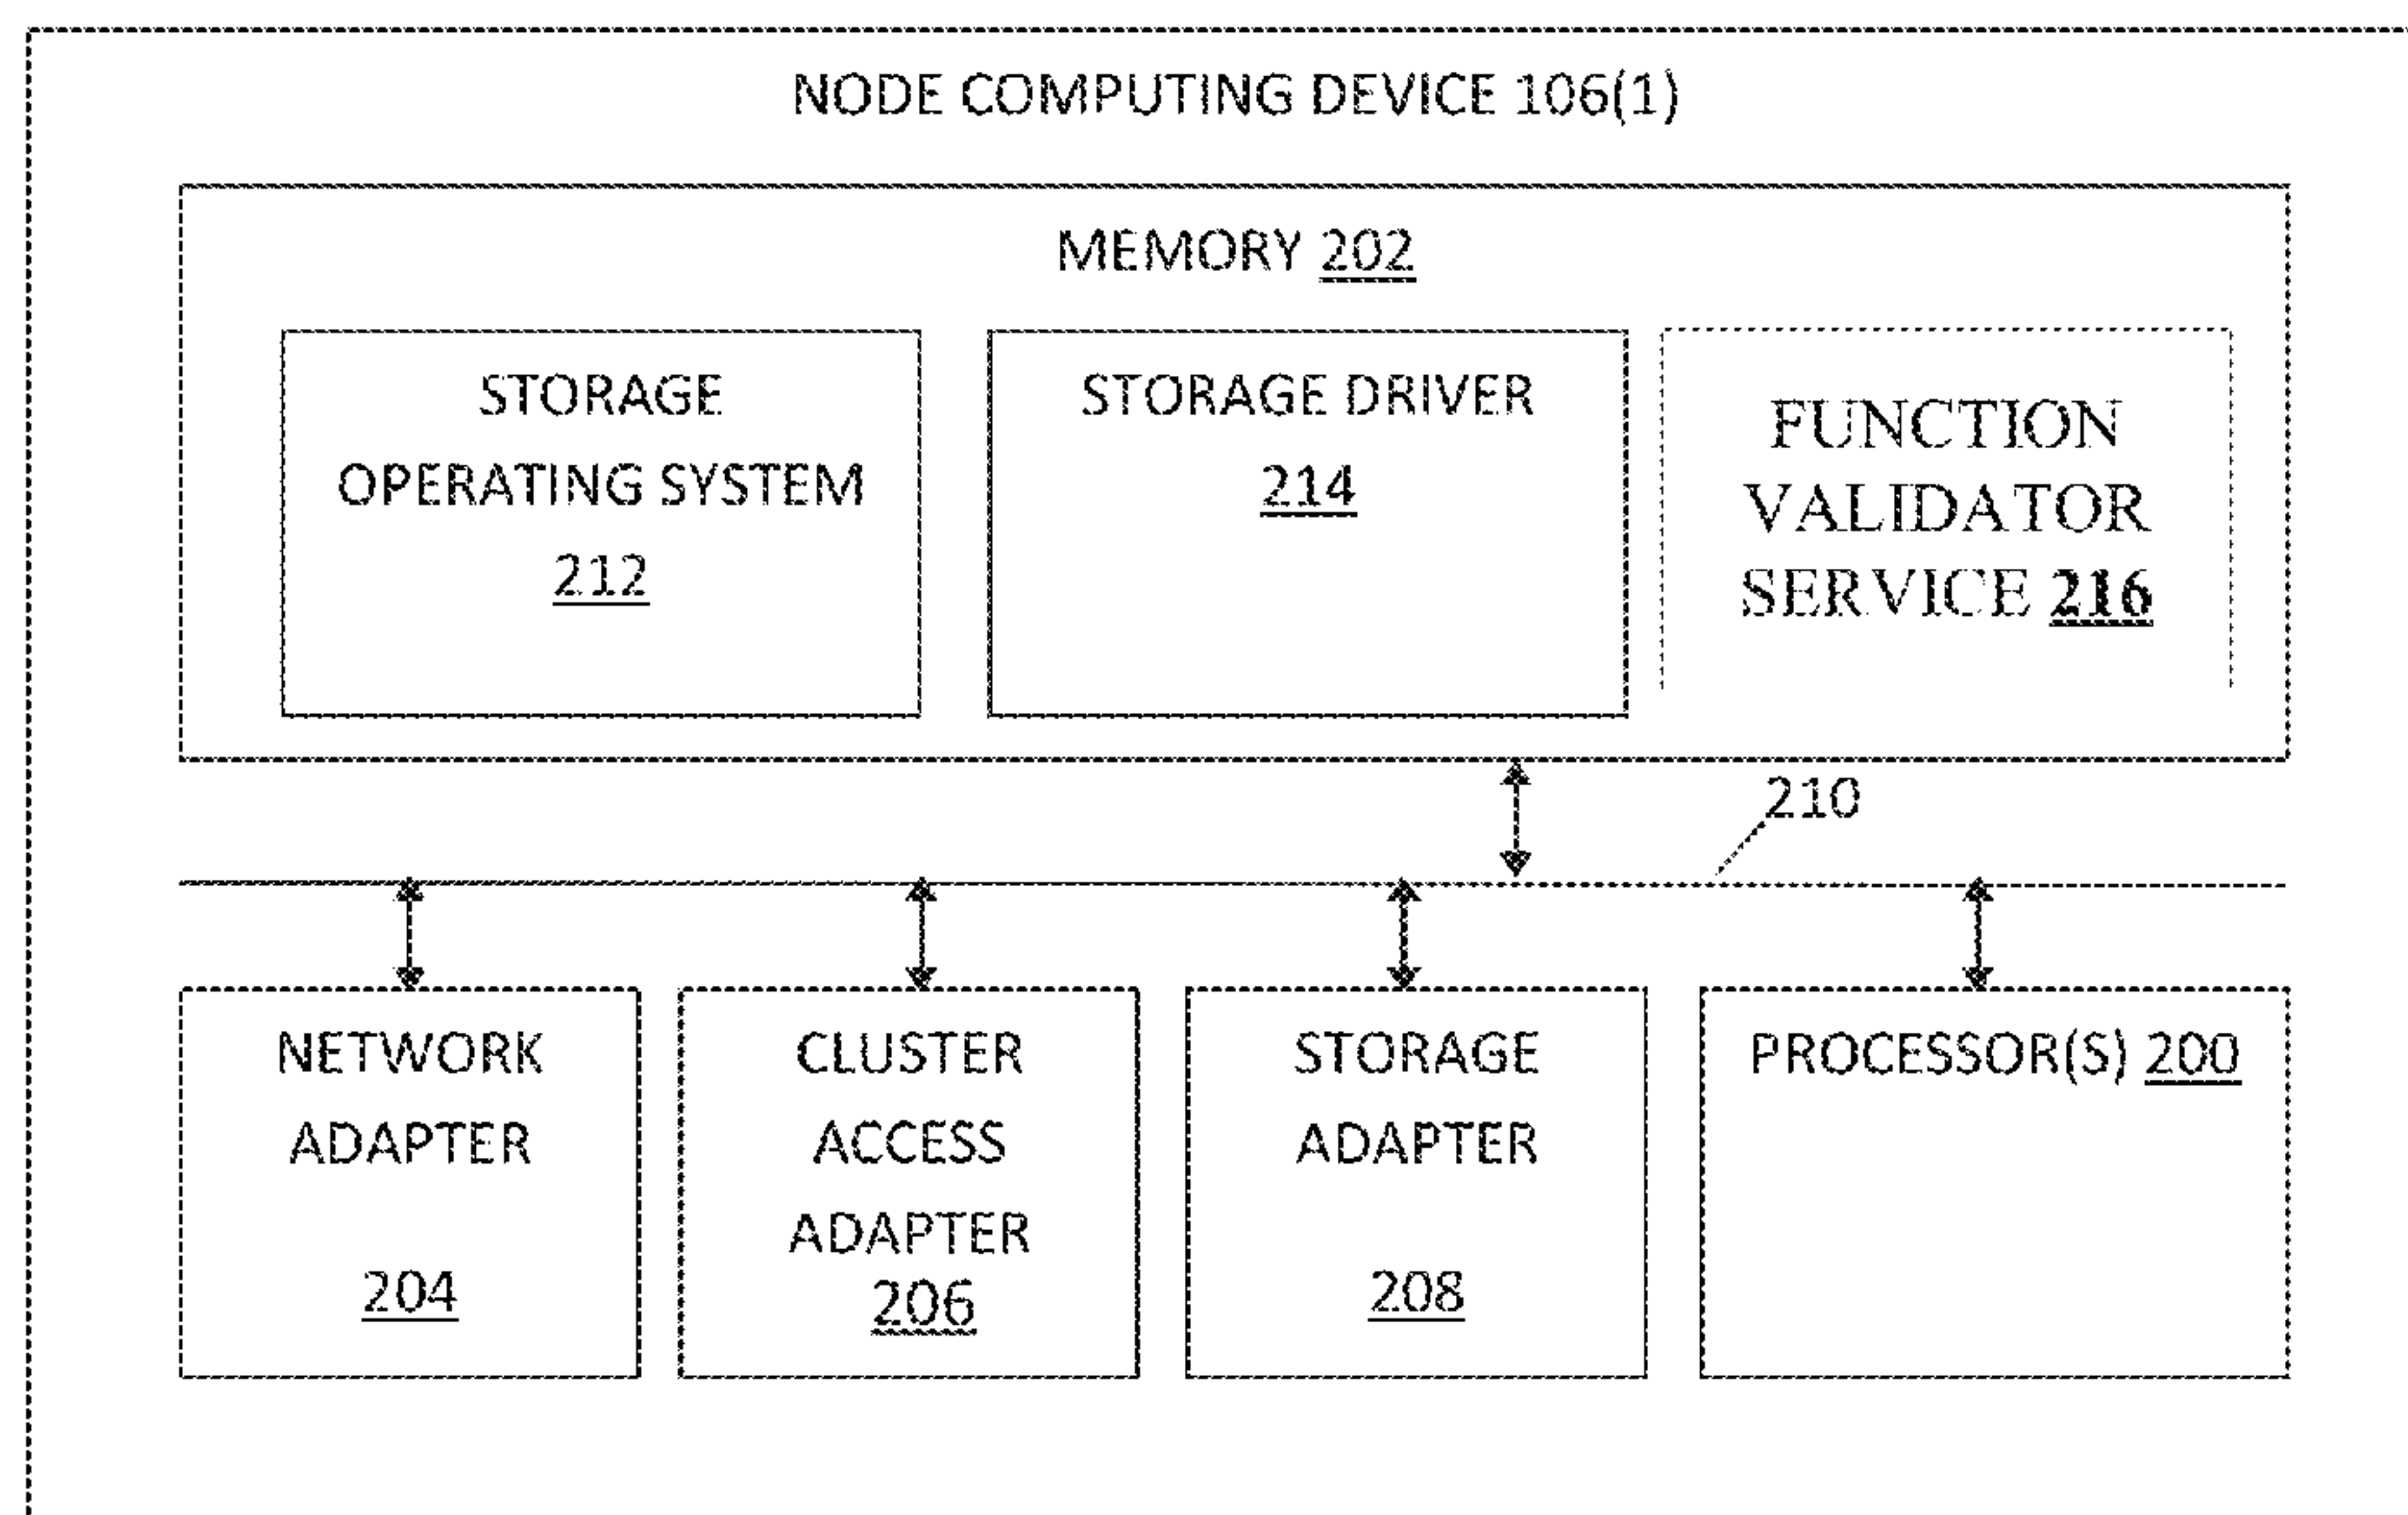 NODE COMPUTING DEVICE 106(1)
MEMORY 202
STORAGE
OPERATING SYSTEM
212
STORAGE DRIVER
214
FUNCTION
VALIDATOR
SERVICE 216
210
NETWORK
ADAPTER
204
CLUSTER
ACCESS
ADAPTER
206
STORAGE
ADAPTER
208
PROCESSOR(S) 200